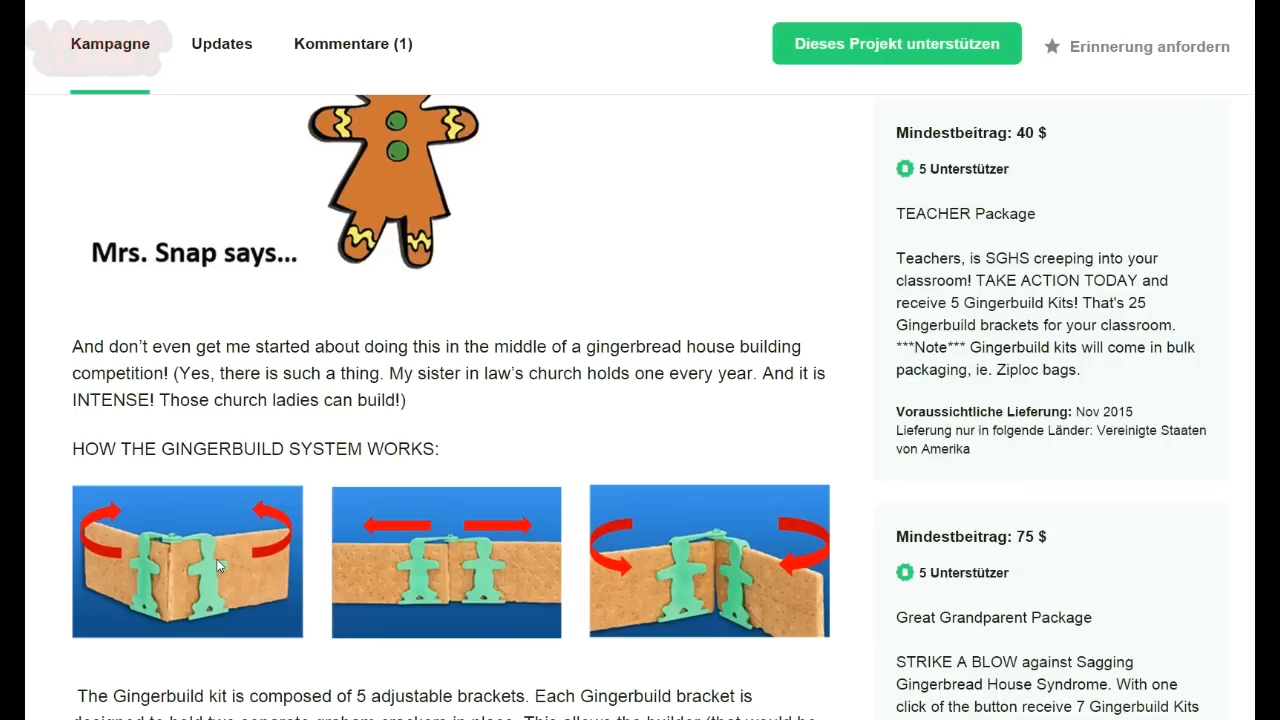 Kampagne
Updates
Kommentare (1)
Dieses Projekt unterstützen
Erinnerung anfordern
Mrs. Snap says...
And don't even get me started about doing this in the middle of a gingerbread house building
competition! (Yes, there is such a thing. My sister in law's church holds one every year. And it is
INTENSE! Those church ladies can build!)
HOW THE GINGERBUILD SYSTEM WORKS:
The Gingerbuild kit is composed of 5 adjustable brackets. Each Gingerbuild bracket is
Mindestbeitrag: 40 $
5 Unterstützer
TEACHER Package
Teachers, is SGHS creeping into your
classroom! TAKE ACTION TODAY and
receive 5 Gingerbuild Kits! That's 25
Gingerbuild brackets for your classroom.
***Note*** Gingerbuild kits will come in bulk
packaging, ie. Ziploc bags.
Voraussichtliche Lieferung: Nov 2015
Lieferung nur in folgende Länder: Vereinigte Staaten
von Amerika
Mindestbeitrag: 75 $
5 Unterstützer
Great Grandparent Package
STRIKE A BLOW against Sagging
Gingerbread House Syndrome. With one
click of the button receive 7 Gingerbuild Kits